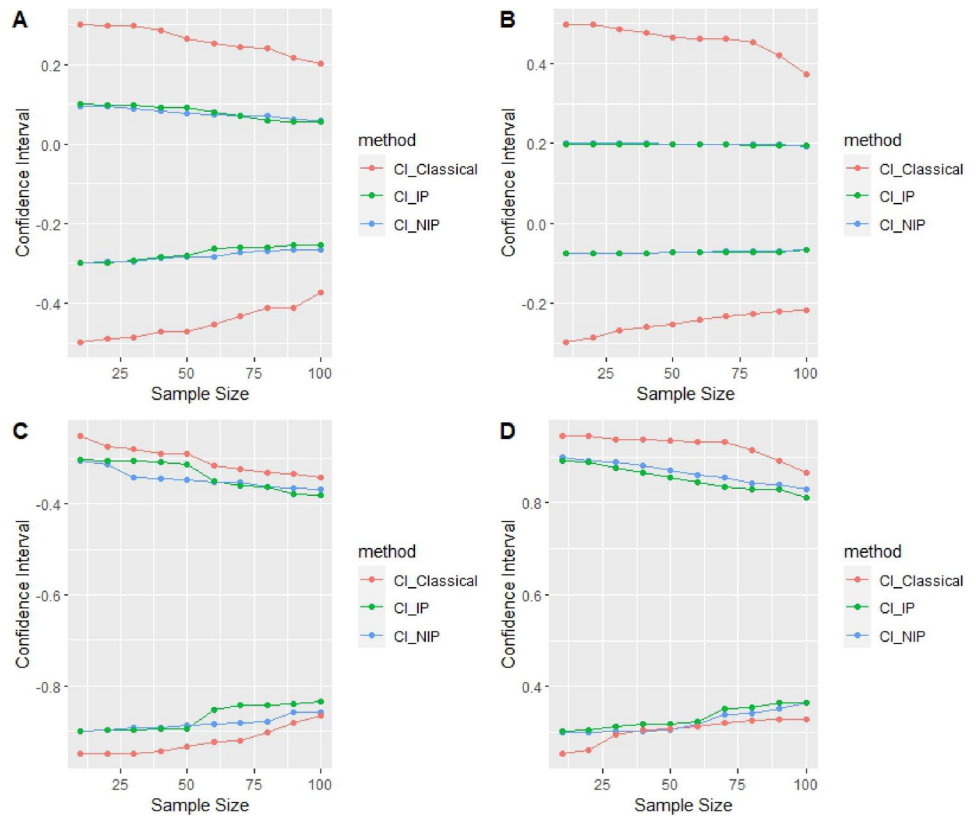 A
Confidence Interval
0.2
0.0
-0.2
-0.4
25
50
75
100
Sample Size
method
CI_Classical
CI_IP
CI_NIP
B
Confidence Interval
0.4
0.2
0.0
-0.2
25
50
75
100
Sample Size
method
CI_Classical
CI_IP
CI_NIP
C
Confidence Interval
-0.4
-0.6
-0.8
25
50
75
100
Sample Size
method
CI_Classical
CI_IP
CI_NIP
D
Confidence Interval
0.8
0.6
0.4
25
50
75
100
Sample Size
method
CI_Classical
CI_IP
CI_NIP